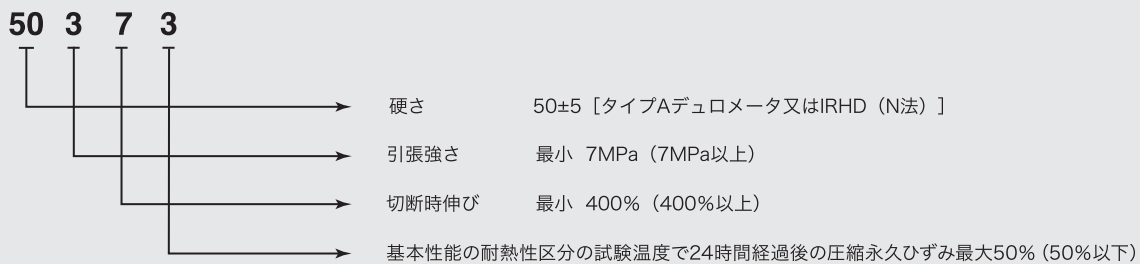 50 3 7 3
硬さ 50±5［タイプAデュロメータ又はIRHD（N法）］
引張強さ 最小 7MPa（7MPa以上）
切断時伸び 最小 400%（400%以上）
基本性能の耐熱性区分の試験温度で24時間経過後の圧縮永久ひずみ最大50%（50%以下）